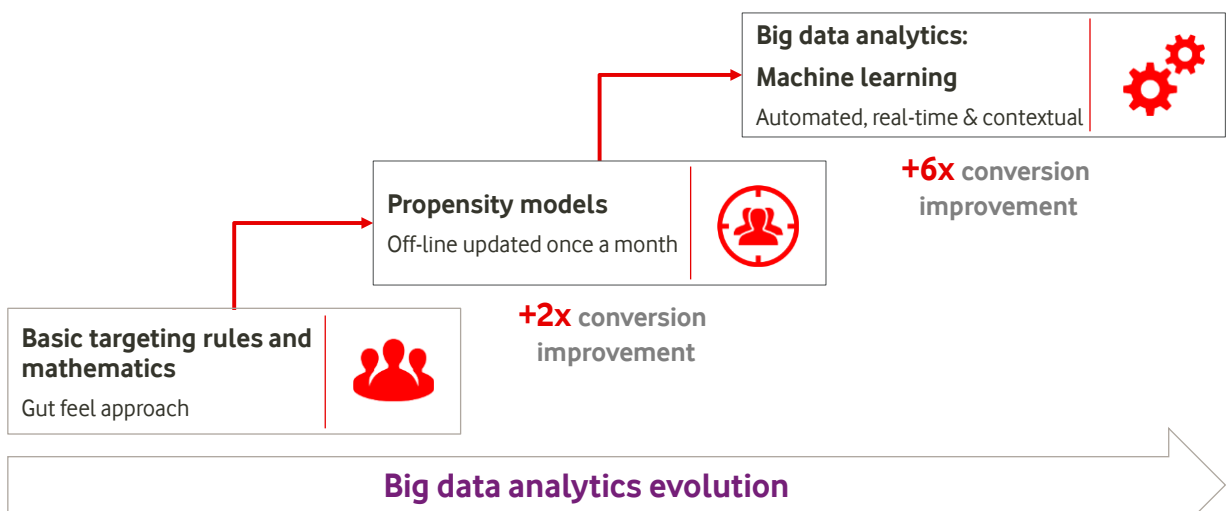 Big data analytics:
Machine learning
Automated, real-time & contextual
+6x conversion
improvement
Propensity models
Off-line updated once a month
+2x conversion
improvement
Basic targeting rules and
mathematics
Gut feel approach
Big data analytics evolution